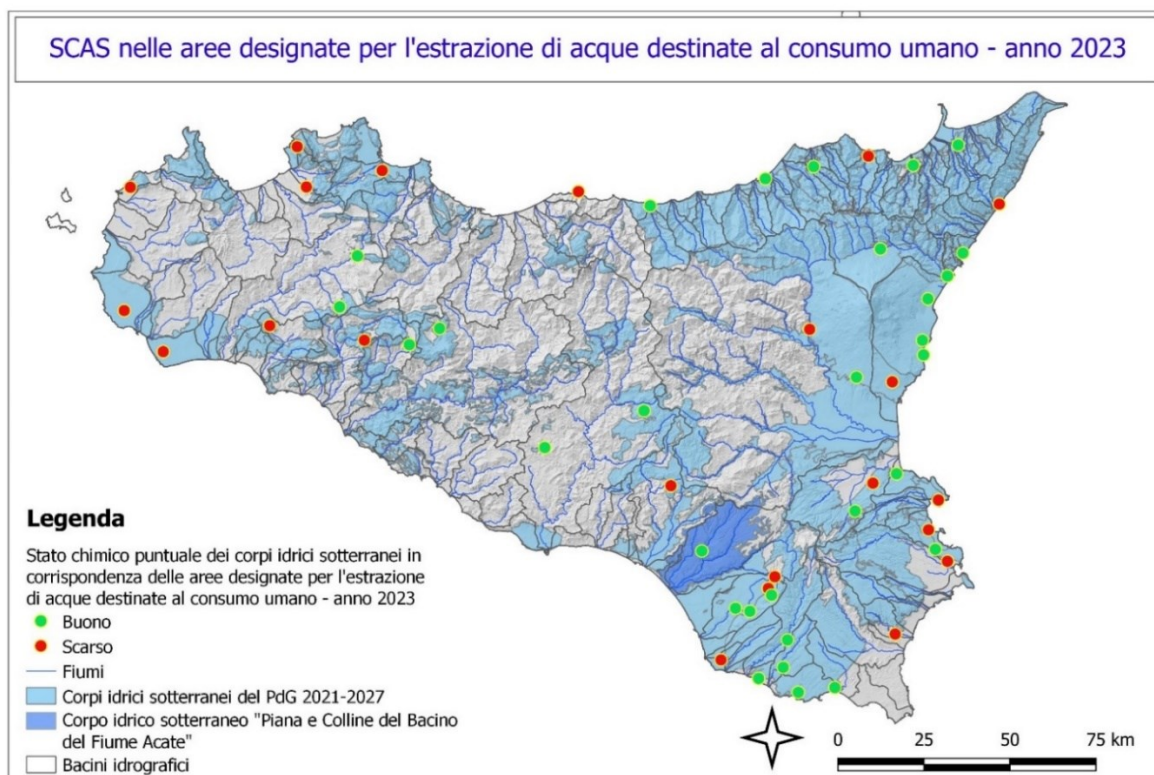 SCAS nelle aree designate per l'estrazione di acque destinate al consumo umano - anno 2023
Legenda
Stato chimico puntuale dei corpi idrici sotterranei in
corrispondenza delle aree designate per l'estrazione
di acque destinate al consumo umano - anno 2023
Buono
Scarso
Fiumi
Corpi idrici sotterranei del PdG 2021-2027
Corpo idrico sotterraneo "Piana e Colline del Bacino
del Fiume Acate"
Bacini idrografici
0 25 50 75 km